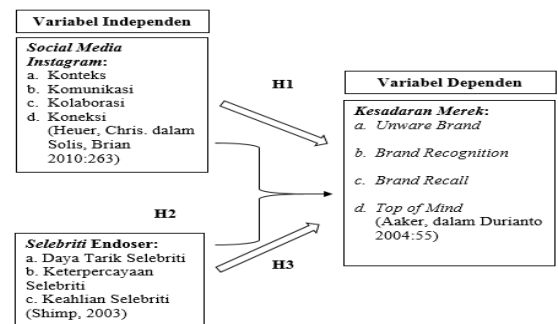 Variabel Independen
Social Media
Instagram:
a. Konteks
b. Komunikasi
c. Kolaborasi
d. Koneksi
(Heuer, Chris. dalam
Solis, Brian
2010:263)
H1
H2
Selebriti Endoser:
a. Daya Tarik Selebriti
b. Keterpercayaan
Selebriti
c. Keahlian Selebriti
(Shimp, 2003)
H3
Variabel Dependen
Kesadaran Merek:
a. Unware Brand
b. Brand Recognition
c. Brand Recall
d. Top of Mind
(Aaker, dalam Durianto
2004:55)